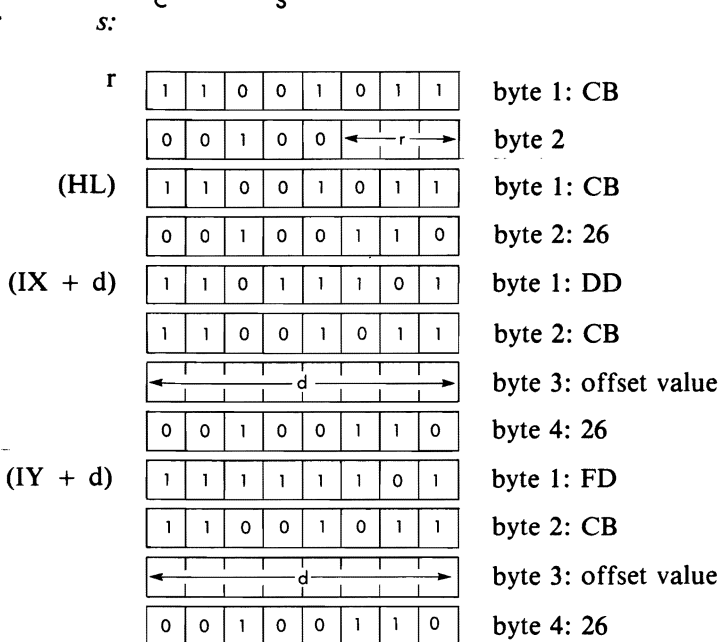 C S
s:
r 1 1 0 0 1 0 1 1 byte 1: CB
0 0 1 0 0 r byte 2
(HL) 1 1 0 0 1 0 1 1 byte 1: CB
0 0 1 0 0 1 1 0 byte 2: 26
(IX + d) 1 1 0 1 1 1 0 1 byte 1: DD
1 1 0 0 1 0 1 1 byte 2: CB
d byte 3: offset value
0 0 1 0 0 1 1 0 byte 4: 26
(IY + d) 1 1 1 1 1 1 0 1 byte 1: FD
1 1 0 0 1 0 1 1 byte 2: CB
d byte 3: offset value
0 0 1 0 0 1 1 0 byte 4: 26